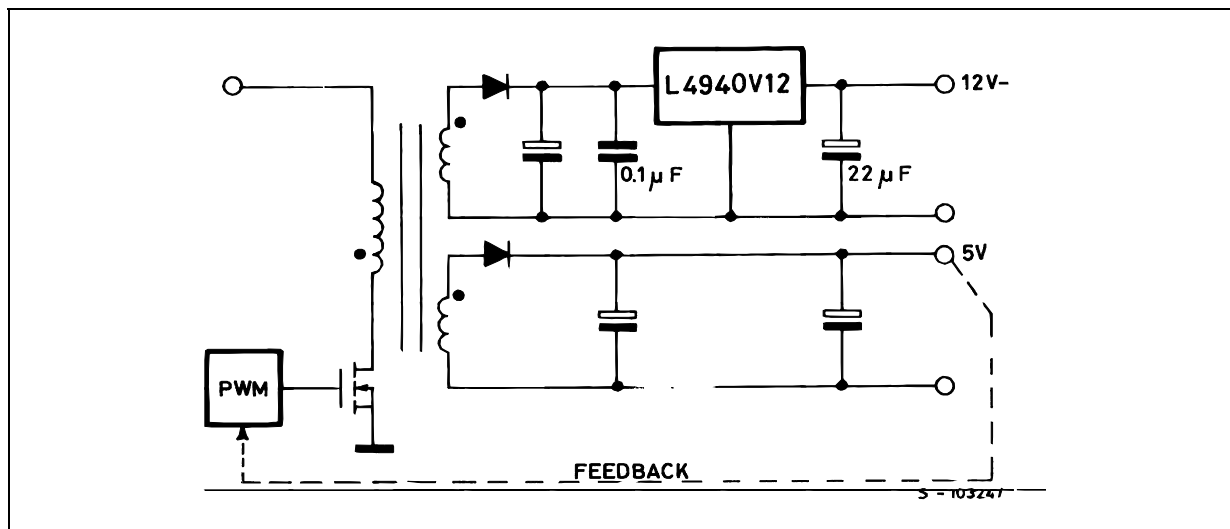 L4940V12
12V-
0.1μF
22μF
5V
PWM
FEEDBACK
S - 103247